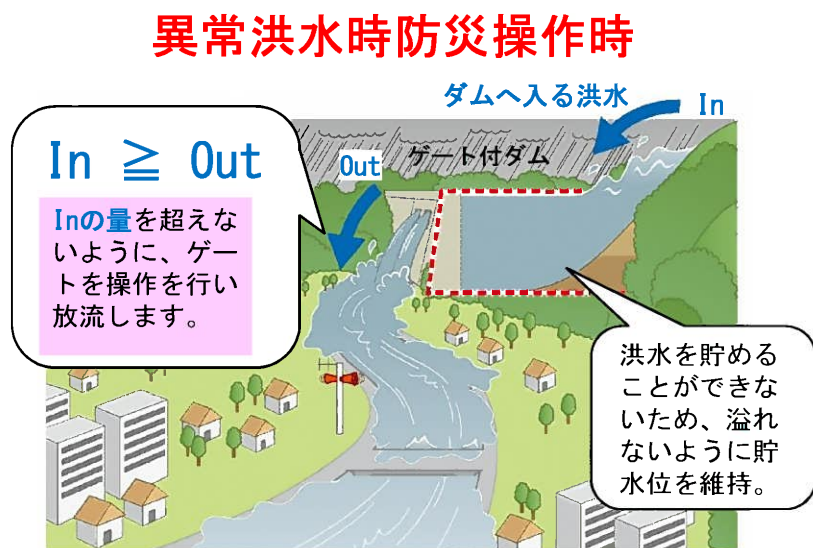 異常洪水時防災操作時
ダムへ入る洪水
In
In ≧ Out
Out
ゲート付ダム
Inの量を超えな
いように、ゲー
トを操作を行い
放流します。
洪水を貯める
ことができな
いため、溢れ
ないように貯
水位を維持。